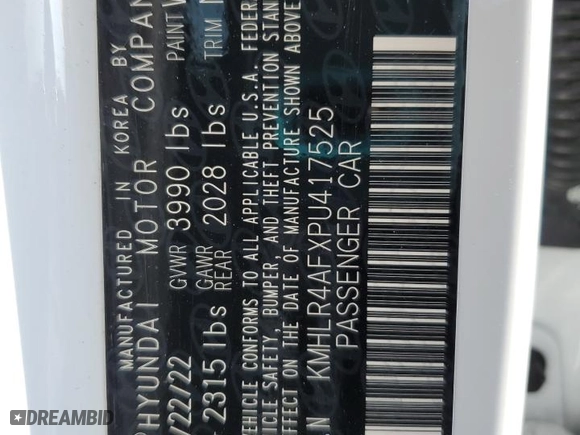 MANUFACTURED IN KOREA BY
HYUNDAI MOTOR COMPAN
/22/22 GVWR 3990 lbs PAINT W
2315 lbs GAWR REAR 2028 lbs TRIM
VEHICLE CONFORMS TO ALL APPLICABLE U.S.A. FEDER
ICLE SAFETY, BUMPER, AND THEFT PREVENTION STAN
EFFECT ON THE DATE OF MANUFACTURE SHOWN ABOVE
KMHLR4AFXPU417525
PASSENGER CAR
DREAMBID